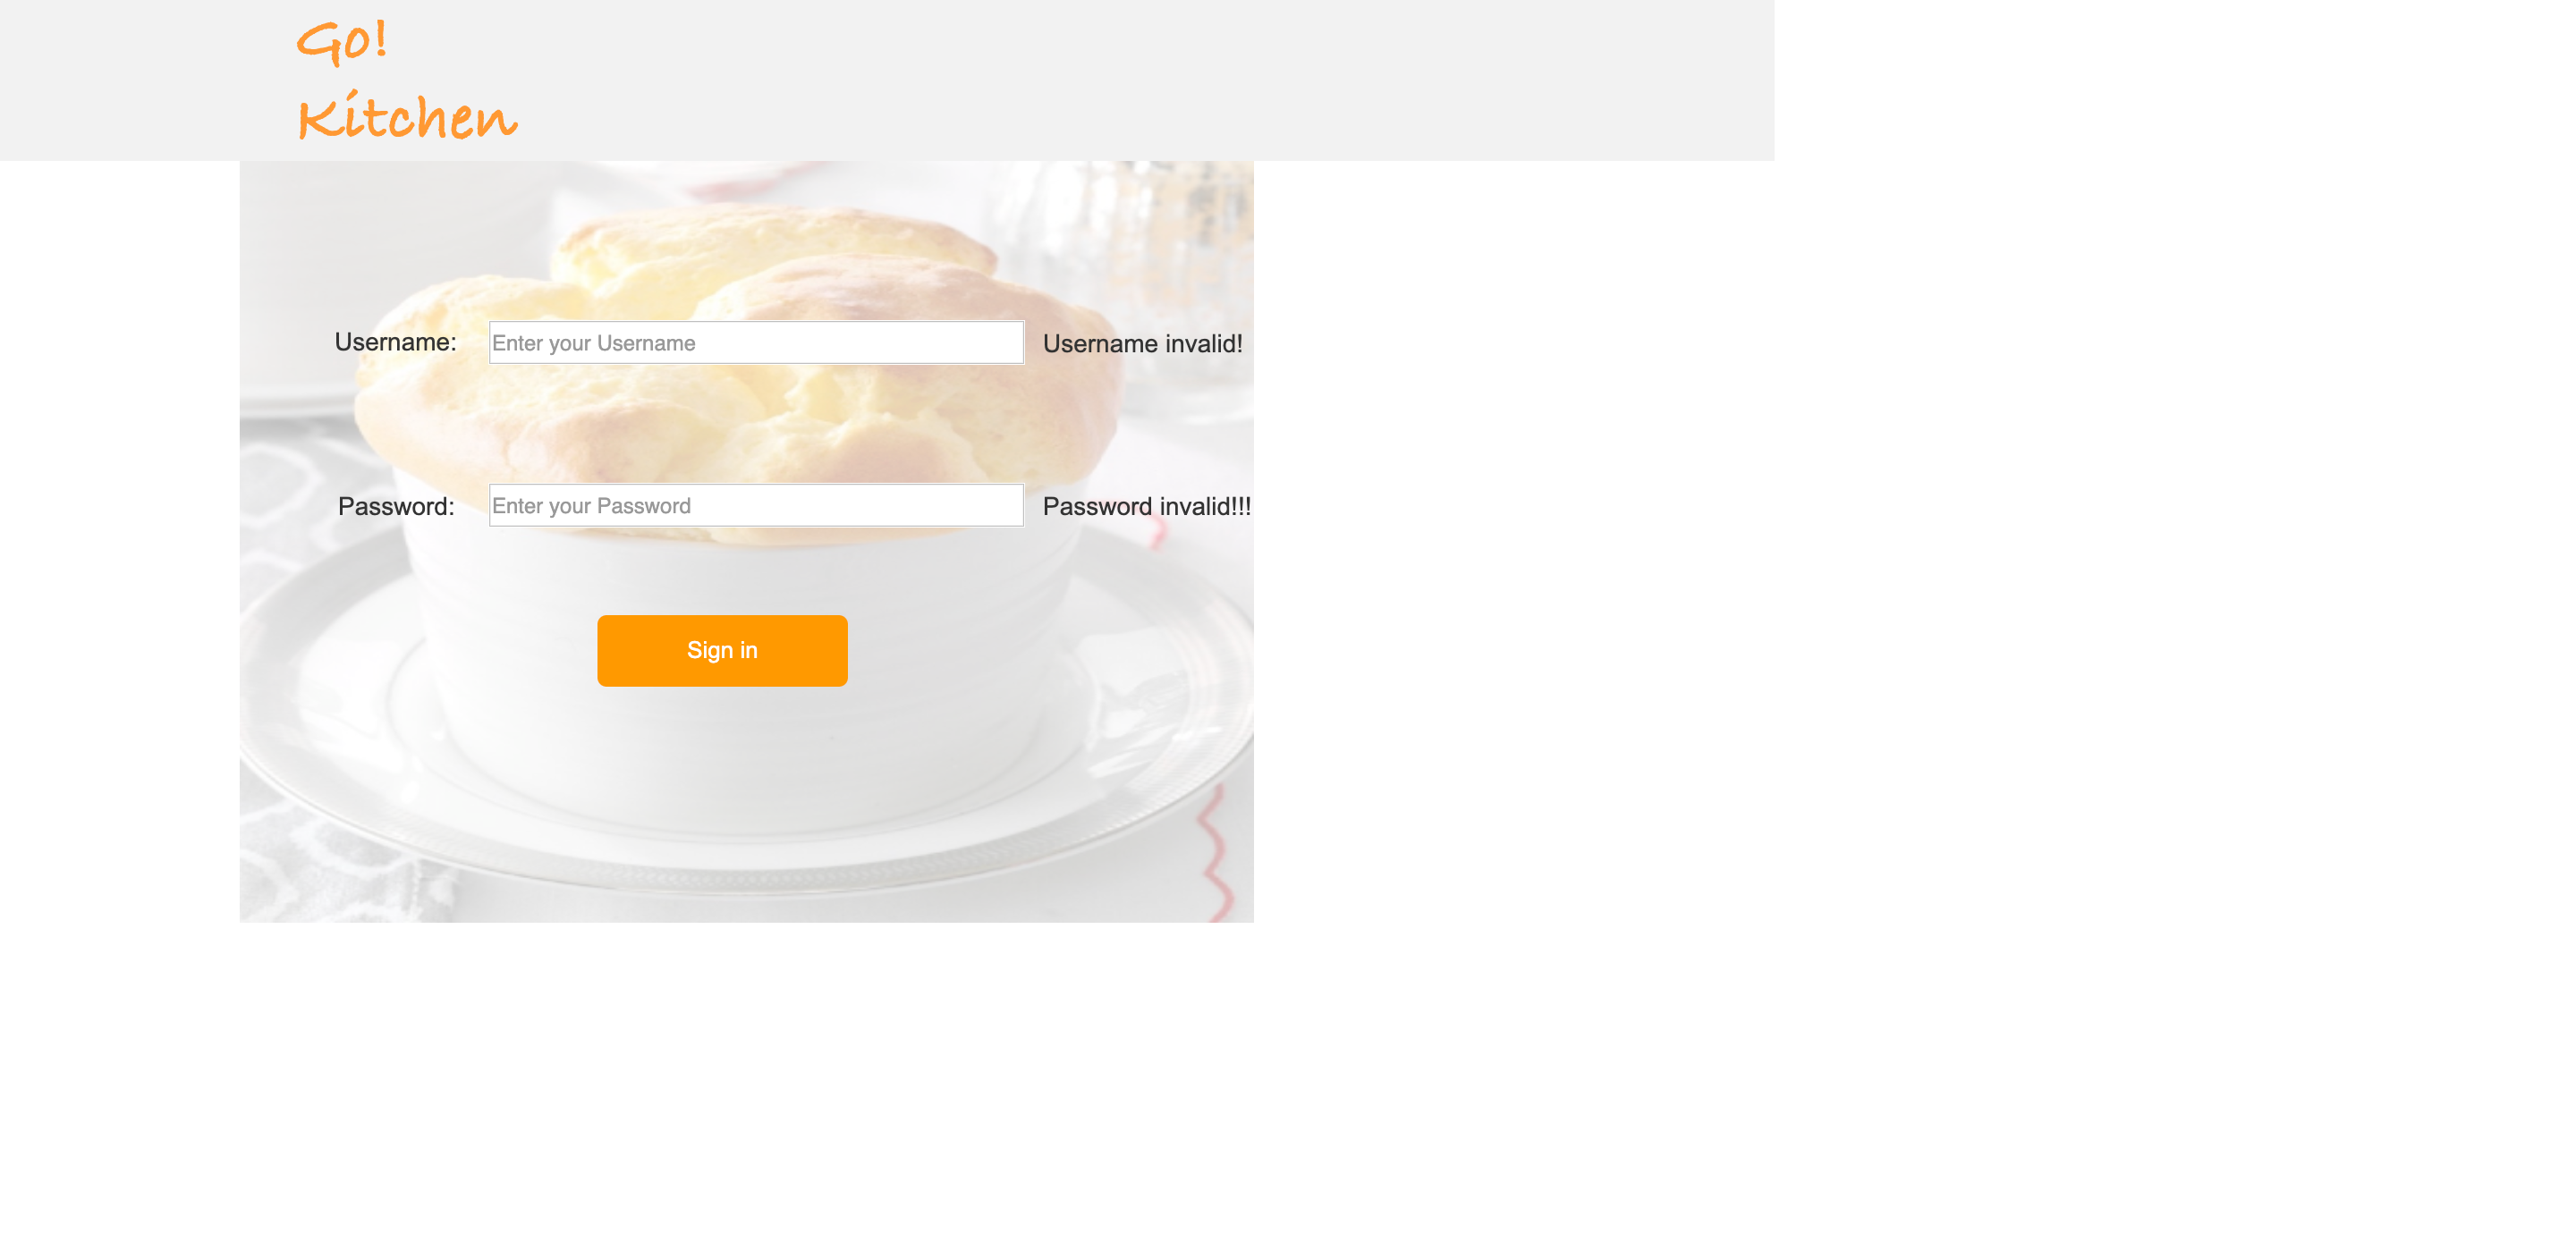 Go!
Kitchen
Username: Enter your Username Username invalid!
Password: Enter your Password Password invalid!!!
Sign in